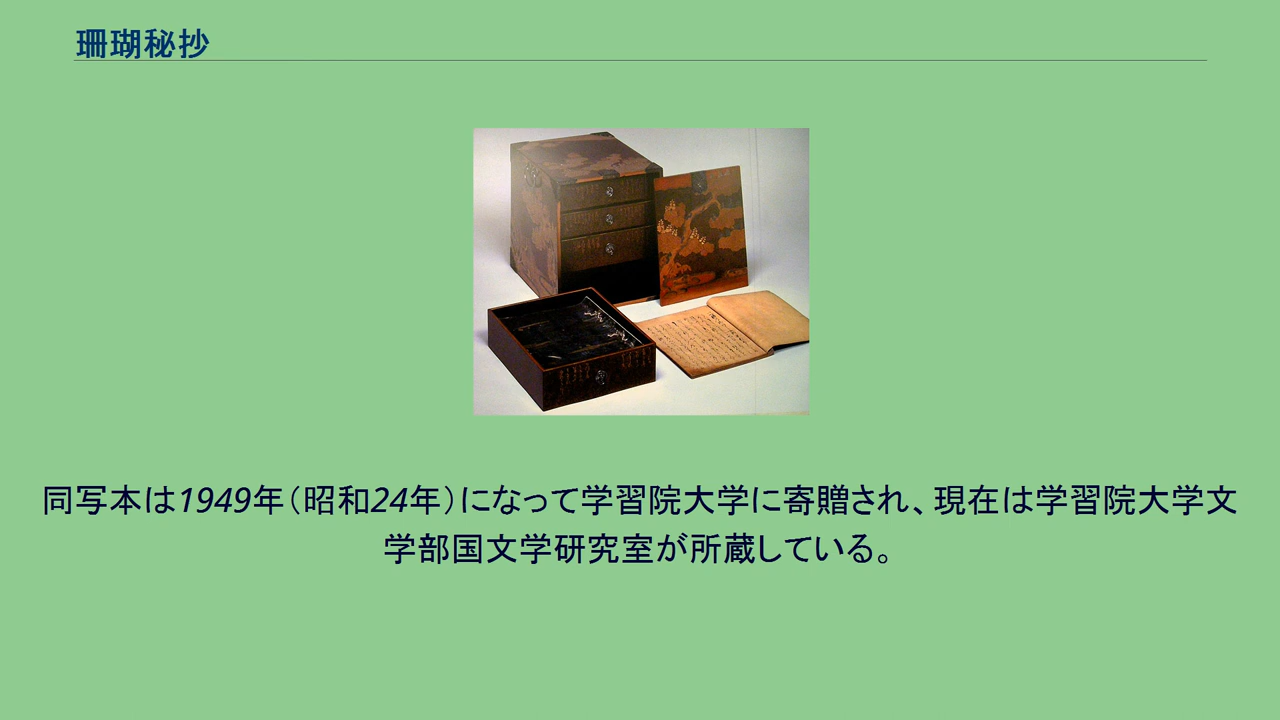 珊瑚秘抄
同写本は1949年（昭和24年）になって学習院大学に寄贈され、現在は学習院大学文
学部国文学研究室が所蔵している。